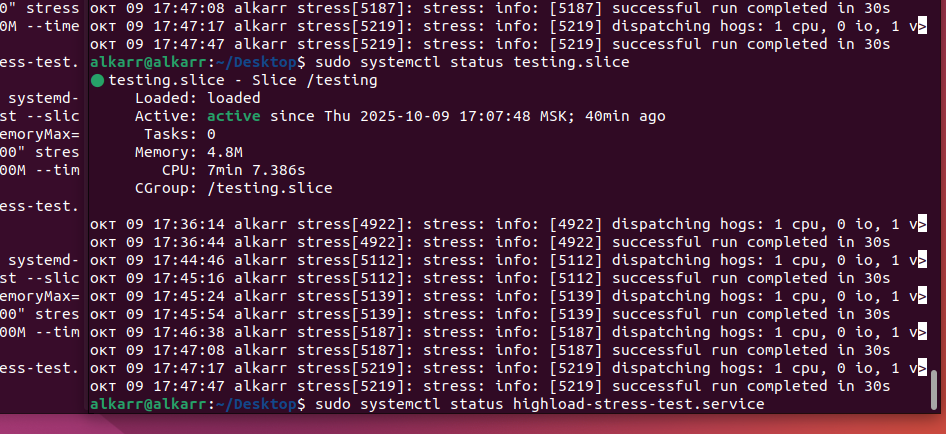 0" stress
0M --time
ess-test.
systemd-
st --slic
emoryMax=
00" stres
00M --tim
ess-test.
systemd-
st --slic
emoryMax=
00" stres
00M --tim
ess-test.
окт 09 17:47:08 alkarr stress[5187]: stress: info: [5187] successful run completed in 30s
окт 09 17:47:17 alkarr stress[5219]: stress: info: [5219] dispatching hogs: 1 cpu, 0 io, 1 v>
окт 09 17:47:47 alkarr stress[5219]: stress: info: [5219] successful run completed in 30s
alkarr@alkarr:~/Desktop$ sudo systemctl status testing.slice
● testing.slice - Slice /testing
Loaded: loaded
Active: active since Thu 2025-10-09 17:07:48 MSK; 40min ago
Tasks: 0
Memory: 4.8M
CPU: 7min 7.386s
CGroup: /testing.slice
окт 09 17:36:14 alkarr stress[4922]: stress: info: [4922] dispatching hogs: 1 cpu, 0 io, 1 v>
окт 09 17:36:44 alkarr stress[4922]: stress: info: [4922] successful run completed in 30s
окт 09 17:44:46 alkarr stress[5112]: stress: info: [5112] dispatching hogs: 1 cpu, 0 io, 1 v>
окт 09 17:45:16 alkarr stress[5112]: stress: info: [5112] successful run completed in 30s
окт 09 17:45:24 alkarr stress[5139]: stress: info: [5139] dispatching hogs: 1 cpu, 0 io, 1 v>
окт 09 17:45:54 alkarr stress[5139]: stress: info: [5139] successful run completed in 30s
окт 09 17:46:38 alkarr stress[5187]: stress: info: [5187] dispatching hogs: 1 cpu, 0 io, 1 v>
окт 09 17:47:08 alkarr stress[5187]: stress: info: [5187] successful run completed in 30s
окт 09 17:47:17 alkarr stress[5219]: stress: info: [5219] dispatching hogs: 1 cpu, 0 io, 1 v>
окт 09 17:47:47 alkarr stress[5219]: stress: info: [5219] successful run completed in 30s
alkarr@alkarr:~/Desktop$ sudo systemctl status highload-stress-test.service